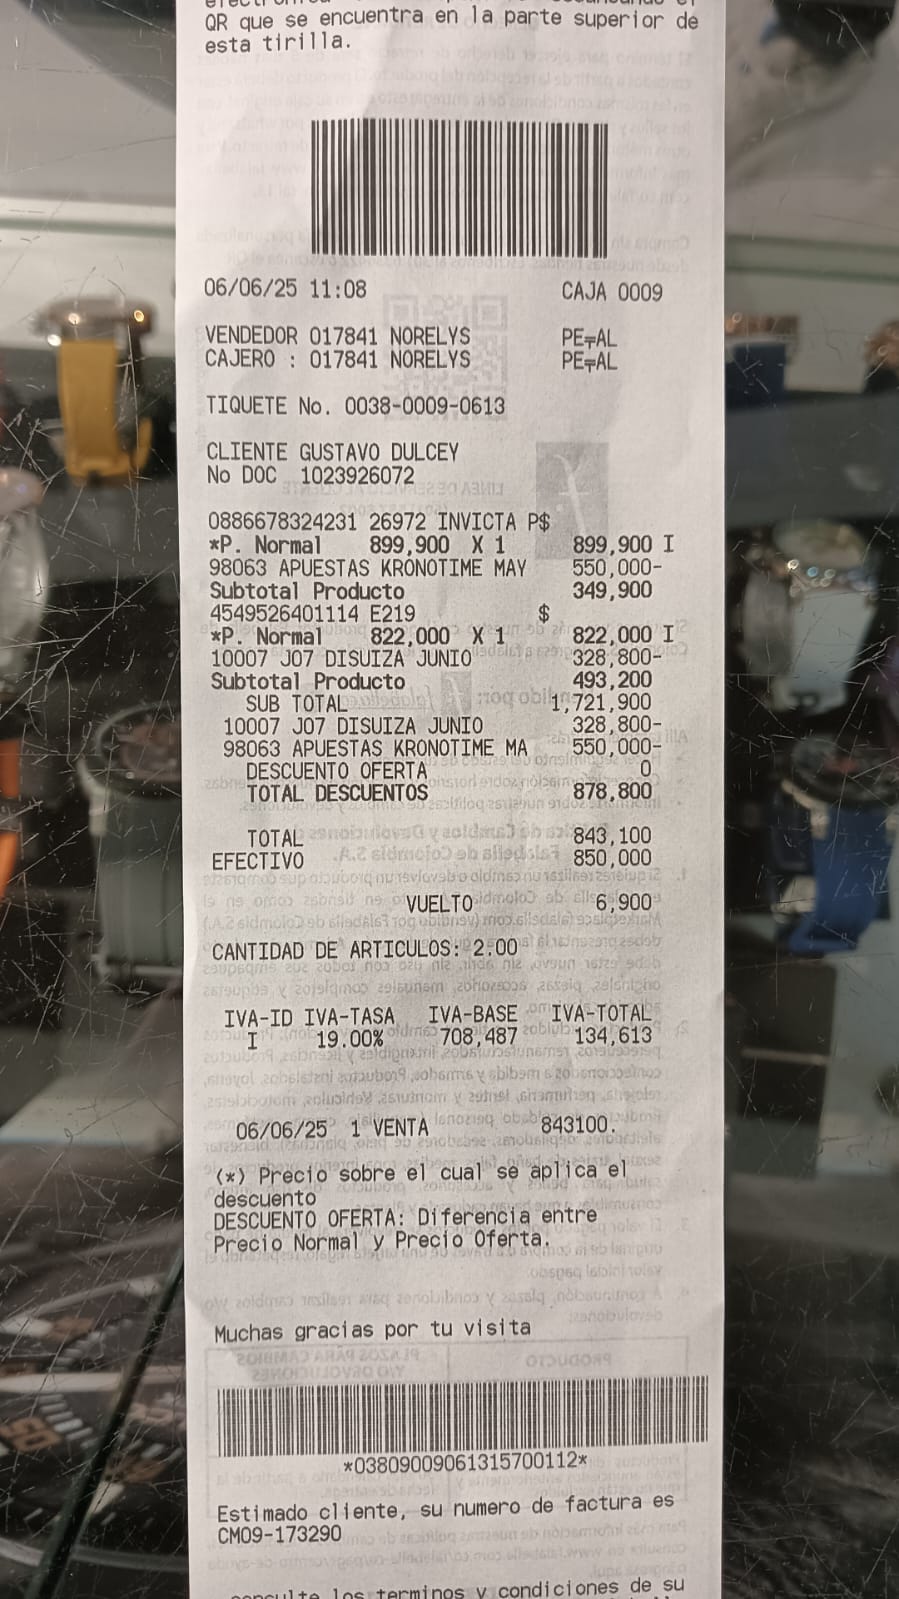 QR que se encuentra en la parte superior de
esta tirilla.
06/06/25 11:08 CAJA 0009
VENDEDOR 017841 NORELYS
CAJERO : 017841 NORELYS
TIQUETE No. 0038-0009-0613
CLIENTE GUSTAVO DULCEY
No DOC 1023926072
0886678324231 26972 INVICTA P$
*P. Normal 899,900 X 1 899,900 I
98063 APUESTAS KRONOTIME MAY 550,000-
Subtotal Producto 349,900
4549526401114 E219 $
*P. Normal 822,000 X 1 822,000 I
10007 J07 DISUIZA JUNIO 328,800-
Subtotal Producto 493,200
SUB TOTAL 1,721,900
10007 J07 DISUIZA JUNIO 328,800-
98063 APUESTAS KRONOTIME MA 550,000-
DESCUENTO OFERTA 0
TOTAL DESCUENTOS 878,800
TOTAL 843,100
EFECTIVO 850,000
VUELTO 6,900
CANTIDAD DE ARTICULOS: 2.00
IVA-ID IVA-TASA IVA-BASE IVA-TOTAL
I 19.00% 708,487 134,613
06/06/25 1 VENTA 843100.
(*) Precio sobre el cual se aplica el
descuento
DESCUENTO OFERTA: Diferencia entre
Precio Normal y Precio Oferta.
Muchas gracias por tu visita
*03809009061315700112*
Estimado cliente, su numero de factura es
CM09-173290
los terminos y condiciones de su